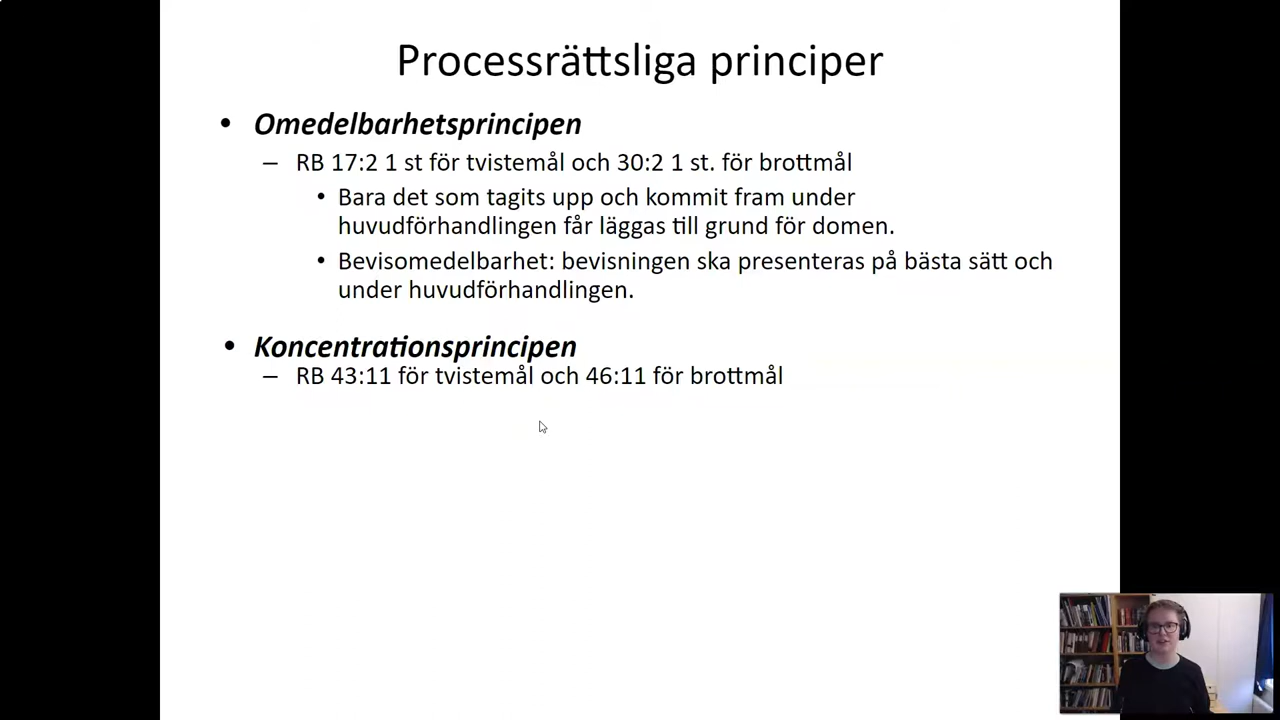 Processrättsliga principer
• Omedelbarhetsprincipen
– RB 17:2 1 st för tvistemål och 30:2 1 st. för brottmål
• Bara det som tagits upp och kommit fram under
huvudförhandlingen får läggas till grund för domen.
• Bevisomedelbarhet: bevisningen ska presenteras på bästa sätt och
under huvudförhandlingen.
• Koncentrationsprincipen
– RB 43:11 för tvistemål och 46:11 för brottmål